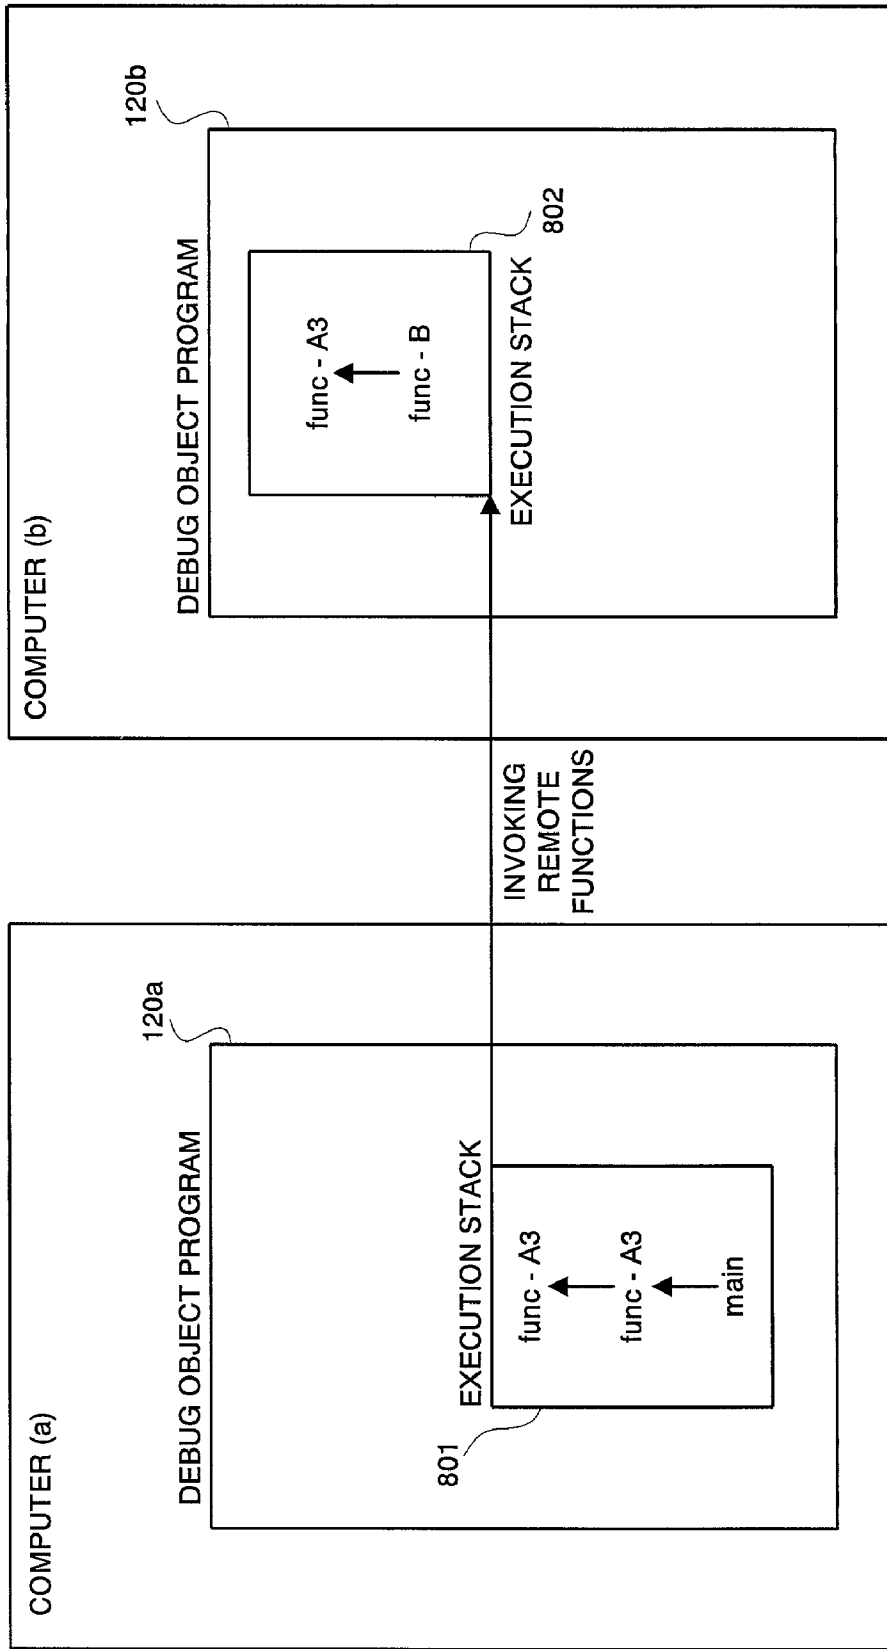 COMPUTER (a)
DEBUG OBJECT PROGRAM
120a
EXECUTION STACK
801
func - A3
func - A3
main
INVOKING
REMOTE
FUNCTIONS
COMPUTER (b)
DEBUG OBJECT PROGRAM
120b
func - A3
func - B
802
EXECUTION STACK